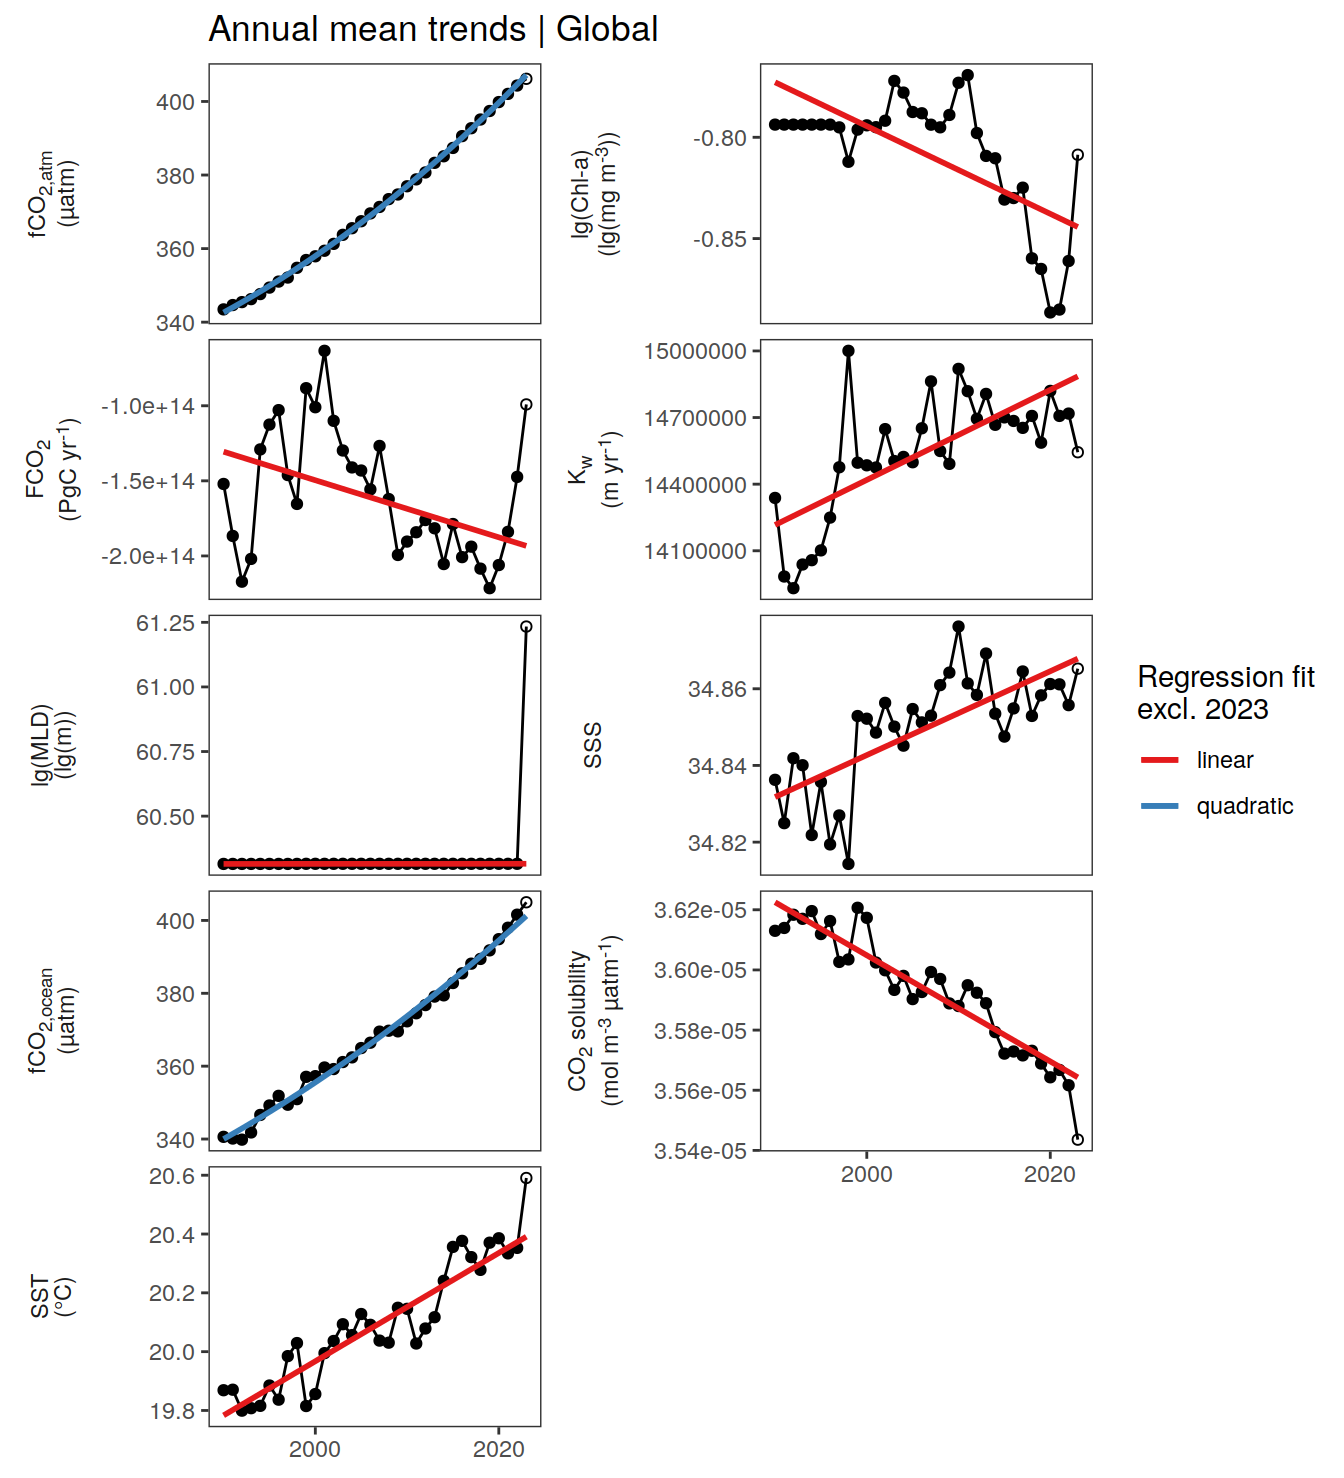 Annual mean trends | Global
fCO2,atm
(µatm)
400
380
360
340
lg(Chl-a)
(lg(mg m-3))
-0.80
-0.85
FCO2
(PgC yr-1)
-1.0e+14
-1.5e+14
-2.0e+14
Kw
(m yr-1)
15000000
14700000
14400000
14100000
lg(MLD)
(lg(m))
61.25
61.00
60.75
60.50
SSS
34.86
34.84
34.82
fCO2,ocean
(µatm)
400
380
360
340
CO2 solubility
(mol m-3 µatm-1)
3.62e-05
3.60e-05
3.58e-05
3.56e-05
3.54e-05
2000 2020
SST
(°C)
20.6
20.4
20.2
20.0
19.8
2000 2020
Regression fit
excl. 2023
linear
quadratic